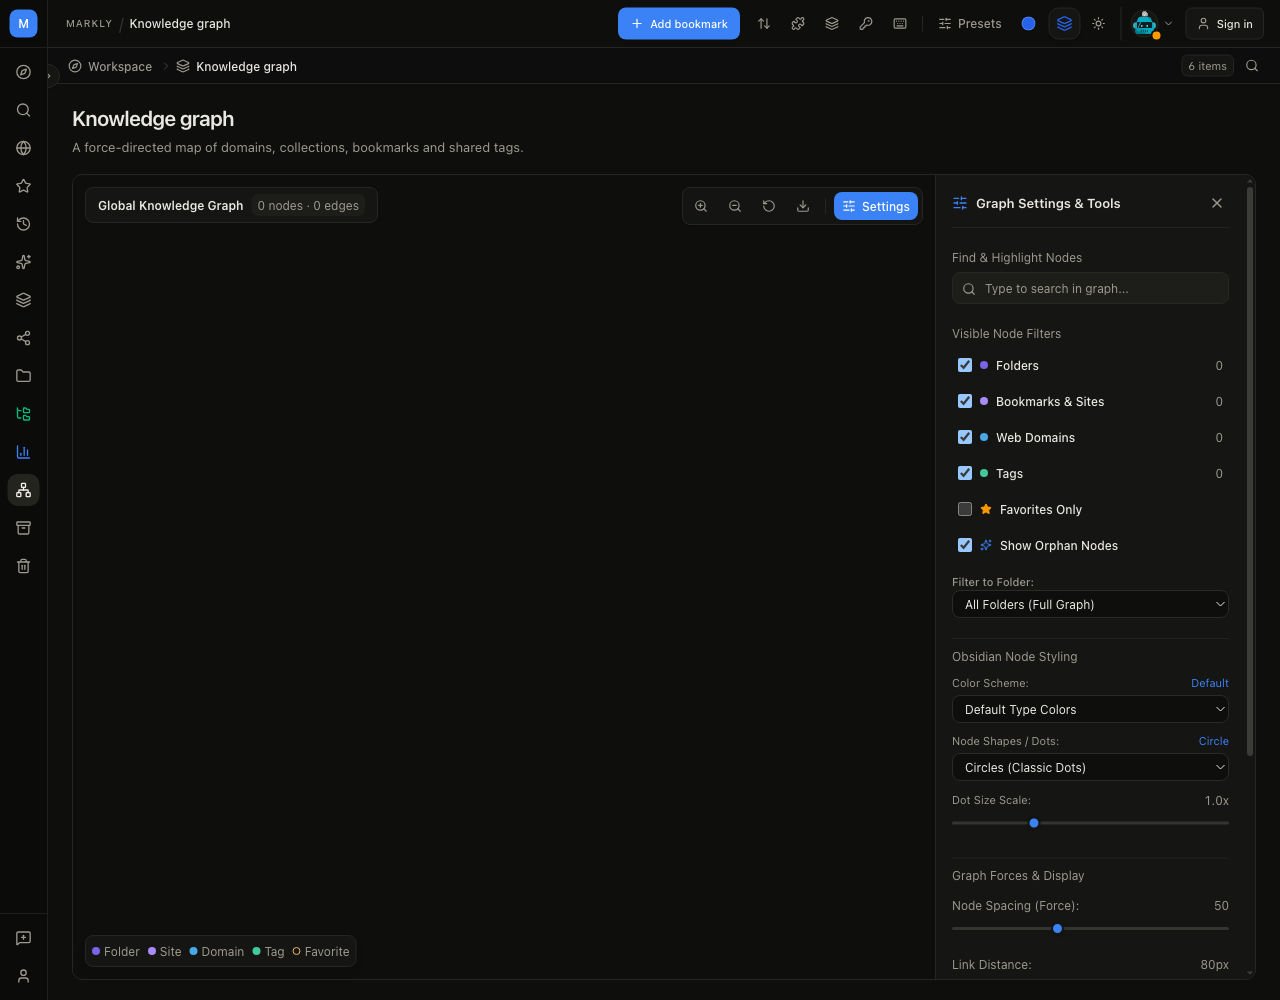 M
MARKLY / Knowledge graph
Add bookmark
Presets
Sign in
Workspace
Knowledge graph
6 items
Knowledge graph
A force-directed map of domains, collections, bookmarks and shared tags.
Global Knowledge Graph
0 nodes · 0 edges
Settings
Graph Settings & Tools
Find & Highlight Nodes
Type to search in graph...
Visible Node Filters
Folders 0
Bookmarks & Sites 0
Web Domains 0
Tags 0
Favorites Only
Show Orphan Nodes
Filter to Folder:
All Folders (Full Graph)
Obsidian Node Styling
Color Scheme: Default
Default Type Colors
Node Shapes / Dots: Circle
Circles (Classic Dots)
Dot Size Scale: 1.0x
Graph Forces & Display
Node Spacing (Force): 50
Link Distance: 80px
Folder Site Domain Tag Favorite